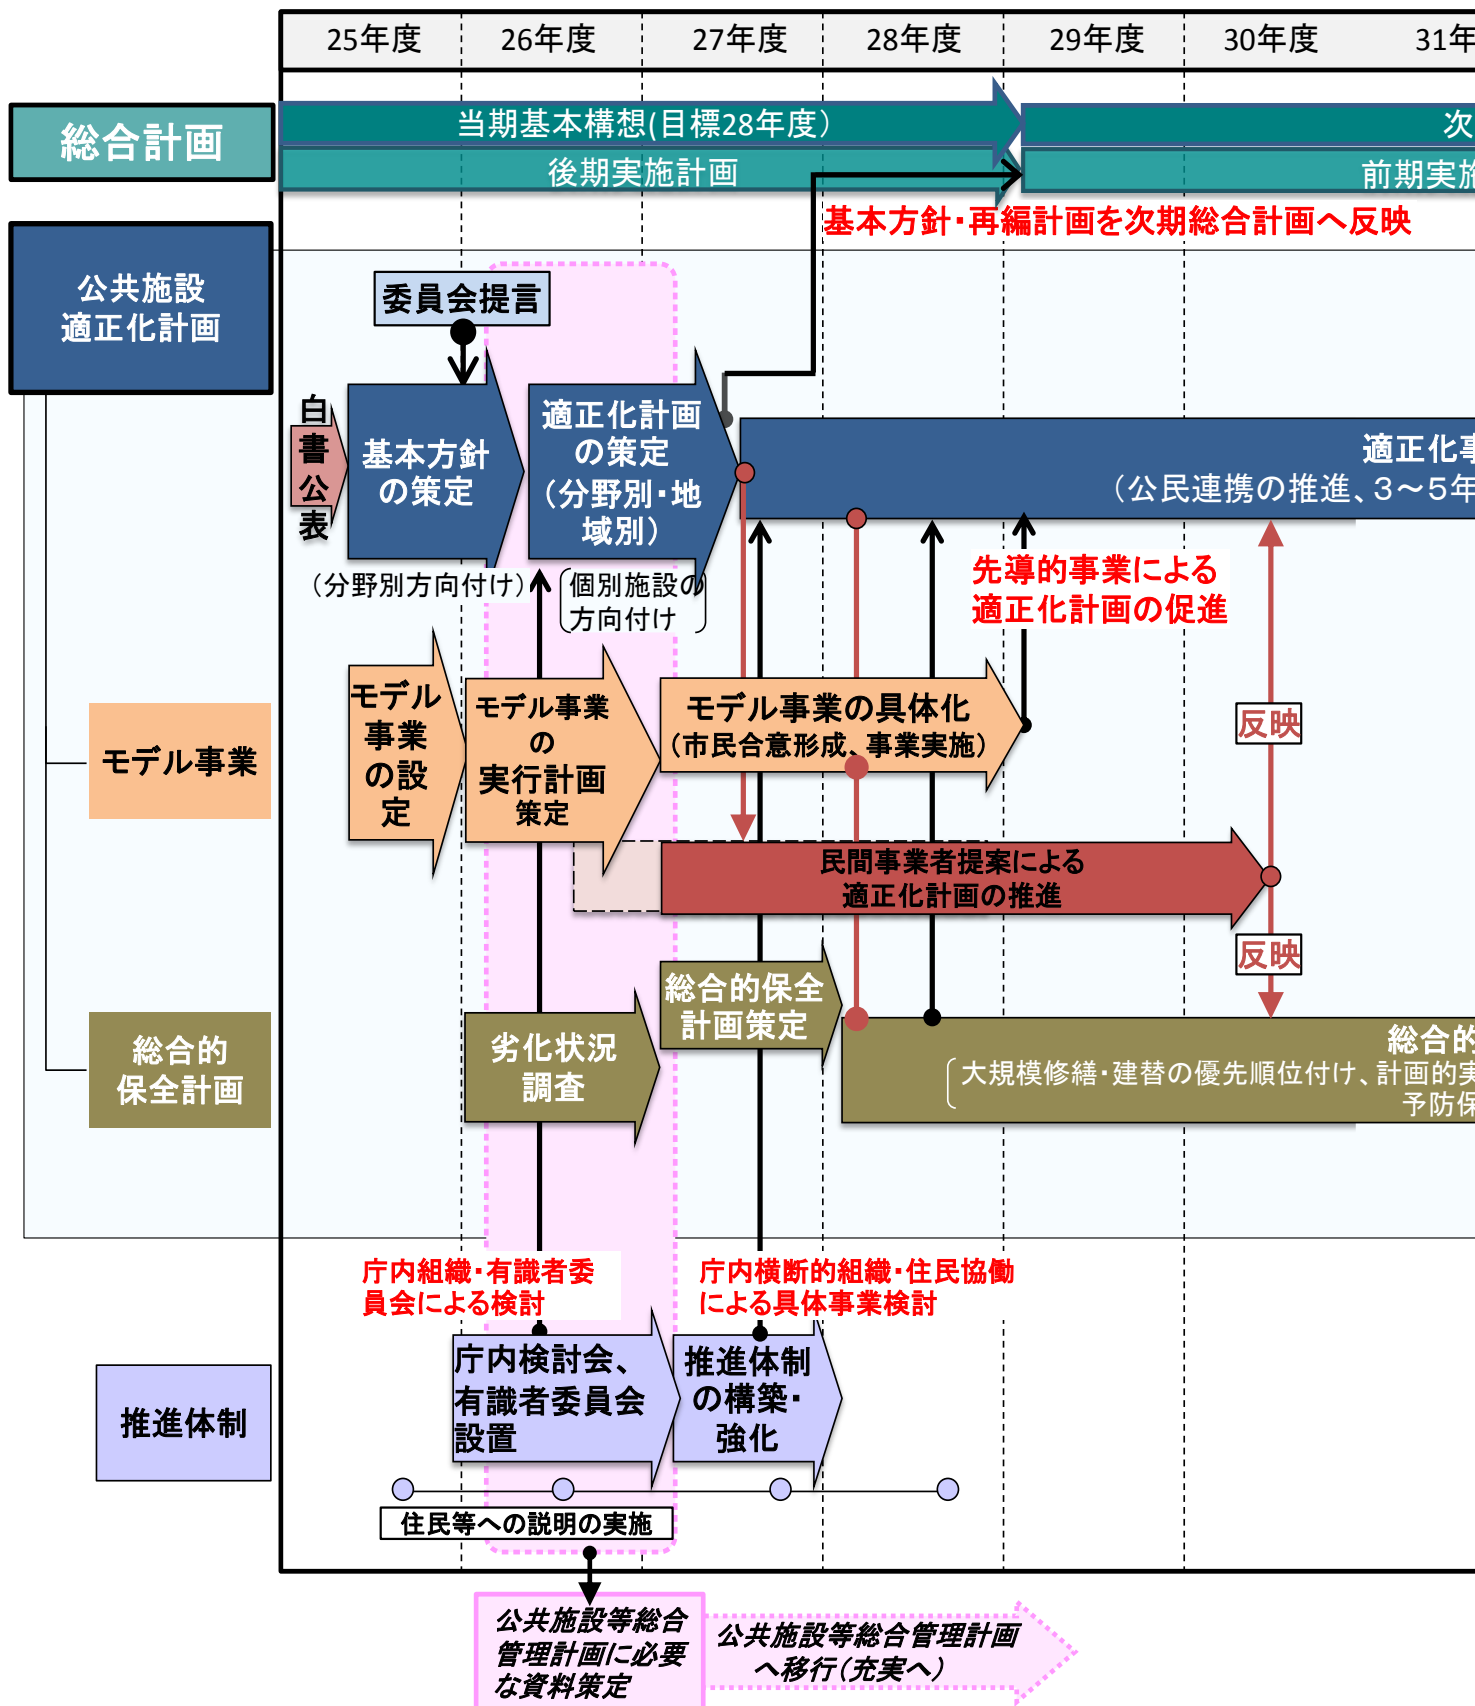 25年度
26年度
27年度
28年度
29年度
30年度
31年
総合計画
当期基本構想(目標28年度)
次
後期実施計画
前期実施
基本方針・再編計画を次期総合計画へ反映
公共施設
適正化計画
委員会提言
白
書
公
表
基本方針
の策定
(分野別方向付け)
適正化計画
の策定
(分野別・地
域別)
個別施設の
方向付け
適正化事
(公民連携の推進、3～5年
先導的事業による
適正化計画の促進
モデル事業
モデル
事業
の設
定
モデル事業
の
実行計画
策定
モデル事業の具体化
(市民合意形成、事業実施)
反映
民間事業者提案による
適正化計画の推進
反映
総合的
保全計画
劣化状況
調査
総合的保全
計画策定
総合的
大規模修繕・建替の優先順位付け、計画的実
予防保
庁内組織・有識者委
員会による検討
庁内横断的組織・住民協働
による具体事業検討
推進体制
庁内検討会、
有識者委員会
設置
推進体制
の構築・
強化
住民等への説明の実施
公共施設等総合
管理計画に必要
な資料策定
公共施設等総合管理計画
へ移行(充実へ)